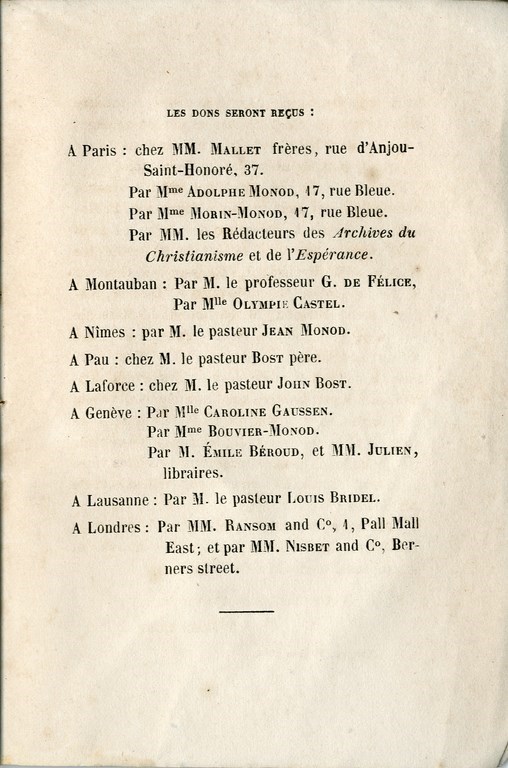 LES DONS SERONT REÇUS :
A Paris : chez MM. MALLET frères, rue d'Anjou-
Saint-Honoré, 37.
Par Mme ADOLPHE MONOD, 17, rue Bleue.
Par Mme MORIN-MONOD, 17, rue Bleue.
Par MM. les Rédacteurs des Archives du
Christianisme et de l'Espérance.
A Montauban : Par M. le professeur G. DE FÉLICE,
Par Mlle OLYMPIE CASTEL.
A Nîmes : par M. le pasteur JEAN MONOD.
A Pau : chez M. le pasteur BOST père.
A Laforce : chez M. le pasteur JOHN BOST.
A Genève : Par Mlle CAROLINE GAUSSEN.
Par Mme BOUVIER-MONOD.
Par M. ÉMILE BÉROUD, et MM. JULIEN,
libraires.
A Lausanne : Par M. le pasteur LOUIS BRIDEL.
A Londres : Par MM. RANSOM and Co, 1, Pall Mall
East ; et par MM. NISBET and Co, Ber-
ners street.